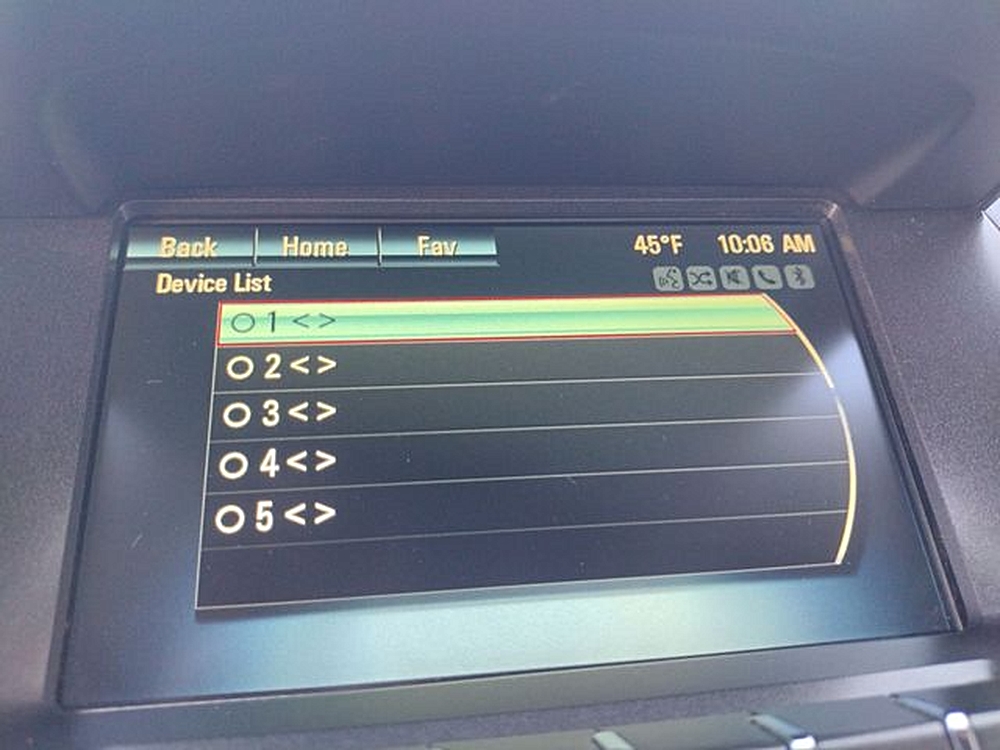 Back Home Fav 45°F 10:06 AM
Device List
1 <>
2 <>
3 <>
4 <>
5 <>